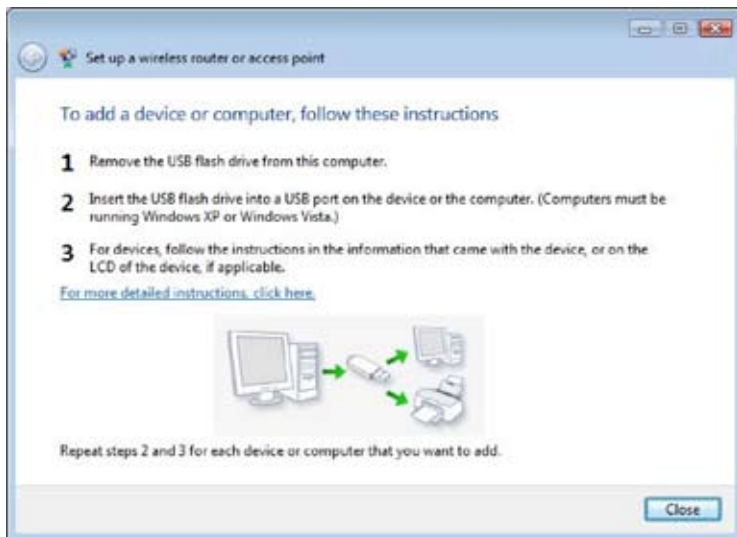 Set up a wireless router or access point
To add a device or computer, follow these instructions
1 Remove the USB flash drive from this computer.
2 Insert the USB flash drive into a USB port on the device or the computer. (Computers must be
running Windows XP or Windows Vista.)
3 For devices, follow the instructions in the information that came with the device, or on the
LCD of the device, if applicable.
For more detailed instructions, click here.
Repeat steps 2 and 3 for each device or computer that you want to add.
Close